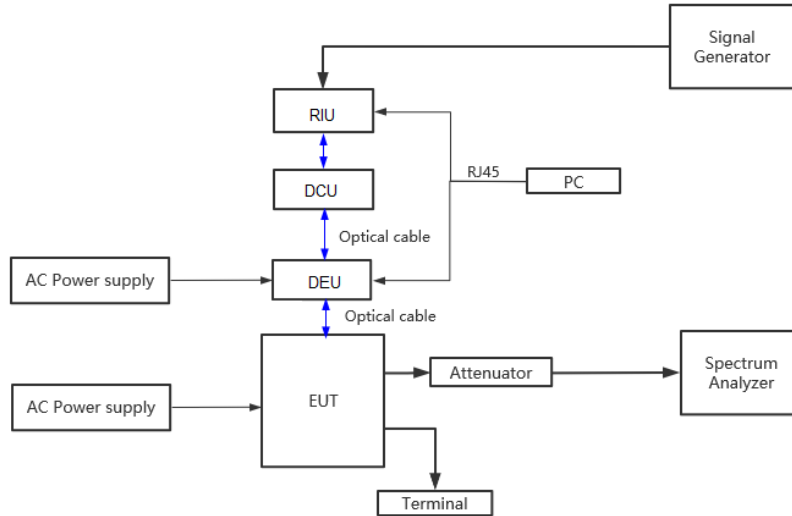 Signal
Generator
RIU
RJ45
PC
DCU
Optical cable
AC Power supply
DEU
Optical cable
Attenuator
Spectrum
Analyzer
AC Power supply
EUT
Terminal